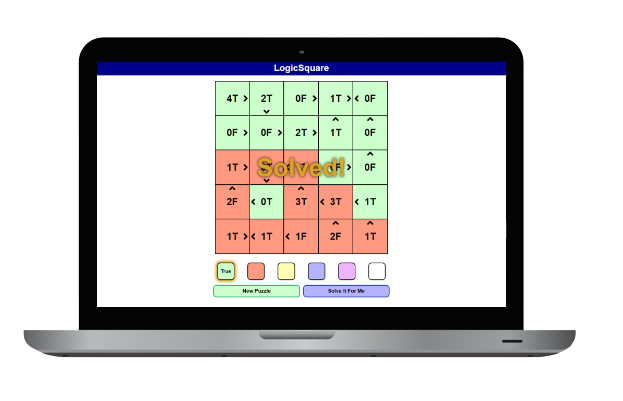 LogicSquare
4T 2T 0F 1T 0F
0F 0F 2T 1T 0F
1T Solved! 0F
2F 0T 3T 3T 1T
1T 1T 1F 2F 1T
True
New Puzzle Solve It For Me